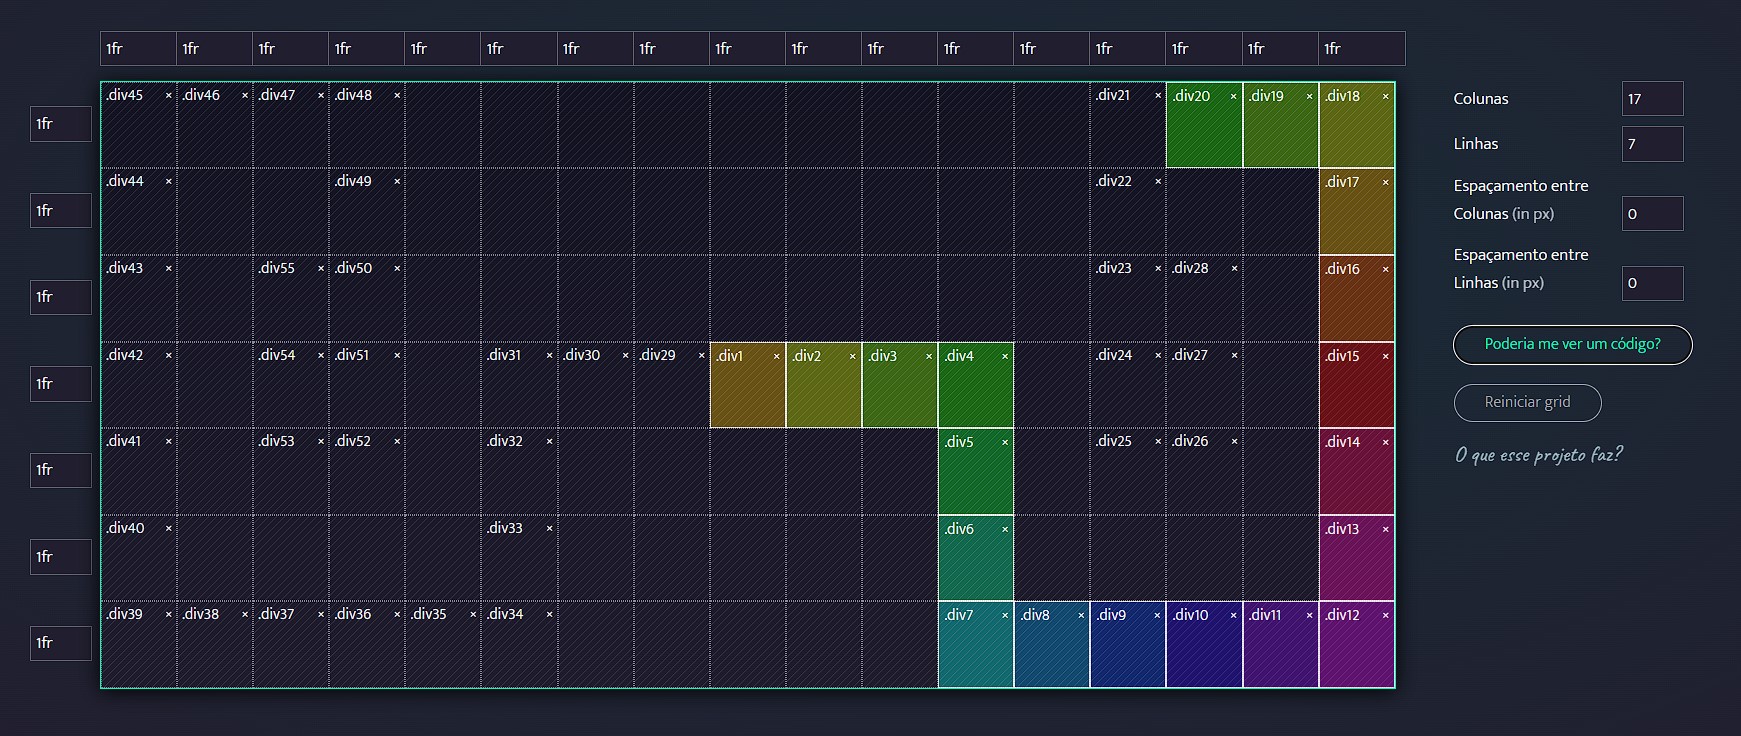 1fr 1fr 1fr 1fr 1fr 1fr 1fr 1fr 1fr 1fr 1fr 1fr 1fr 1fr 1fr 1fr 1fr
1fr .div45 × .div46 × .div47 × .div48 × .div21 × .div20 × .div19 × .div18 ×
1fr .div44 × .div49 × .div22 × .div17 ×
1fr .div43 × .div55 × .div50 × .div23 × .div28 × .div16 ×
1fr .div42 × .div54 × .div51 × .div31 × .div30 × .div29 × .div1 × .div2 × .div3 × .div4 × .div24 × .div27 × .div15 ×
1fr .div41 × .div53 × .div52 × .div32 × .div5 × .div25 × .div26 × .div14 ×
1fr .div40 × .div33 × .div6 × .div13 ×
1fr .div39 × .div38 × .div37 × .div36 × .div35 × .div34 × .div7 × .div8 × .div9 × .div10 × .div11 × .div12 ×
Colunas 17
Linhas 7
Espaçamento entre
Colunas (in px) 0
Espaçamento entre
Linhas (in px) 0
Poderia me ver um código?
Reiniciar grid
O que esse projeto faz?